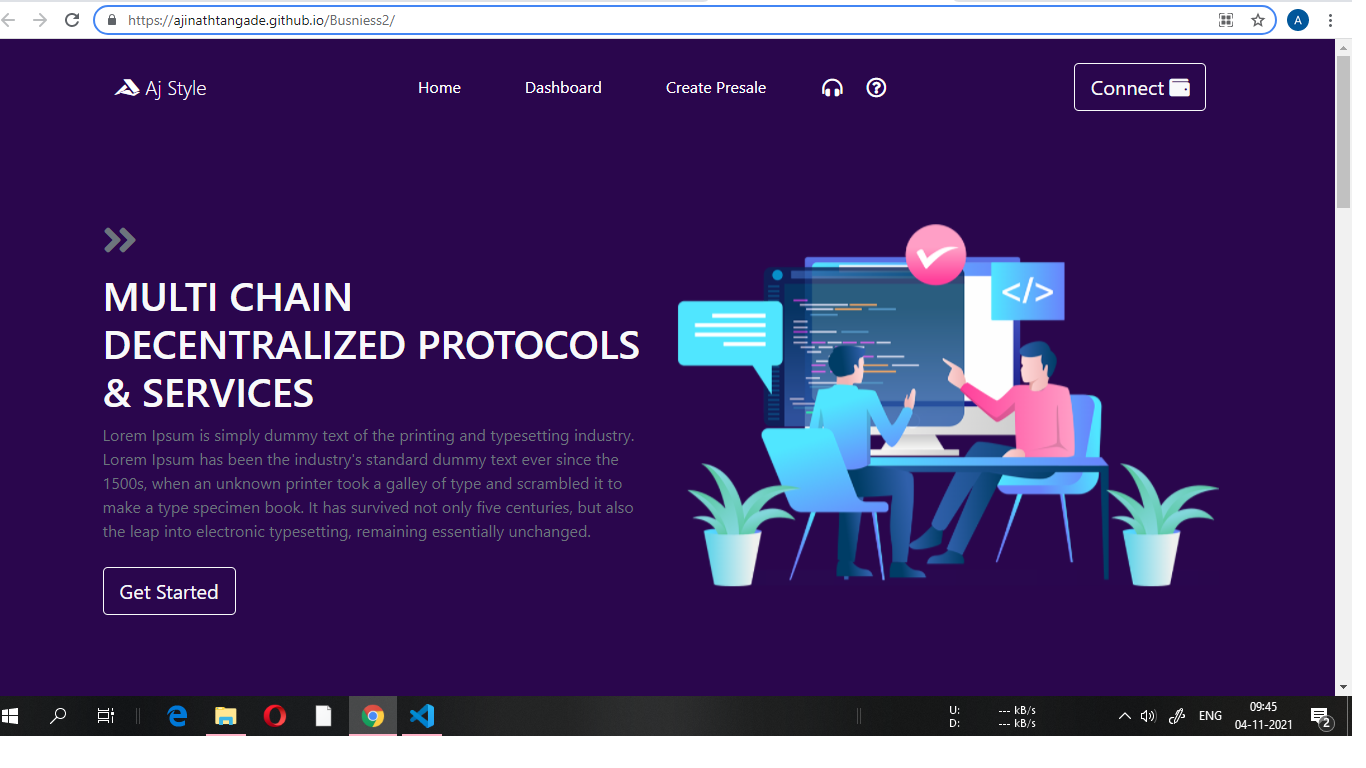 https://ajinathtangade.github.io/Busniess2/
A
Aj Style
Home
Dashboard
Create Presale
Connect
MULTI CHAIN
DECENTRALIZED PROTOCOLS
& SERVICES
Lorem Ipsum is simply dummy text of the printing and typesetting industry.
Lorem Ipsum has been the industry's standard dummy text ever since the
1500s, when an unknown printer took a galley of type and scrambled it to
make a type specimen book. It has survived not only five centuries, but also
the leap into electronic typesetting, remaining essentially unchanged.
Get Started
</>
U: --- kB/s
D: --- kB/s
ENG
09:45
04-11-2021
2